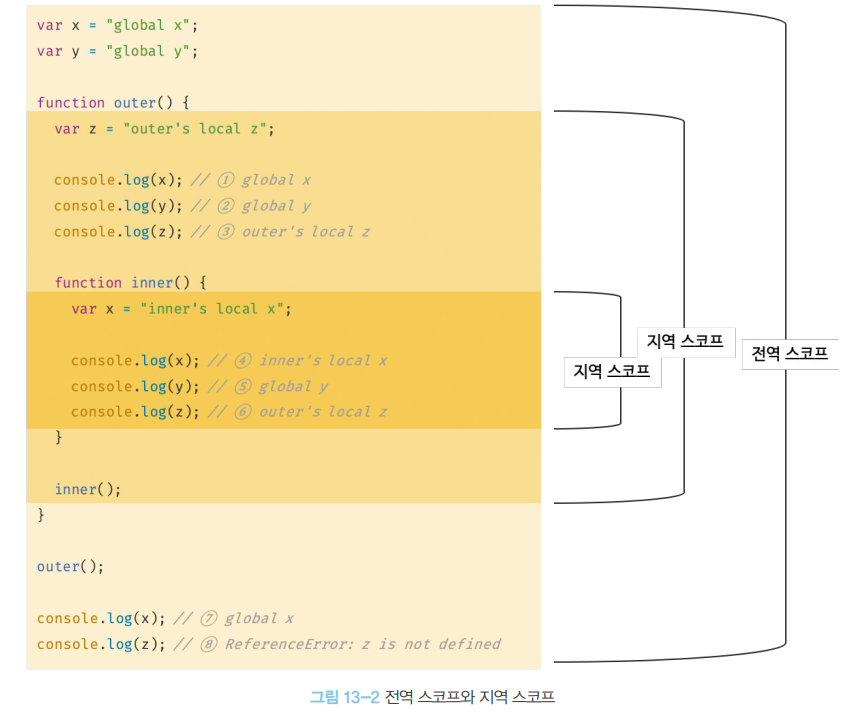 var x = "global x";
var y = "global y";
function outer() {
var z = "outer's local z";
console.log(x); // ① global x
console.log(y); // ② global y
console.log(z); // ③ outer's local z
function inner() {
var x = "inner's local x";
console.log(x); // ④ inner's local x
console.log(y); // ⑤ global y
console.log(z); // ⑥ outer's local z
}
inner();
}
outer();
console.log(x); // ⑦ global x
console.log(z); // ⑧ ReferenceError: z is not defined
지역 스코프
지역 스코프
전역 스코프
그림 13-2 전역 스코프와 지역 스코프